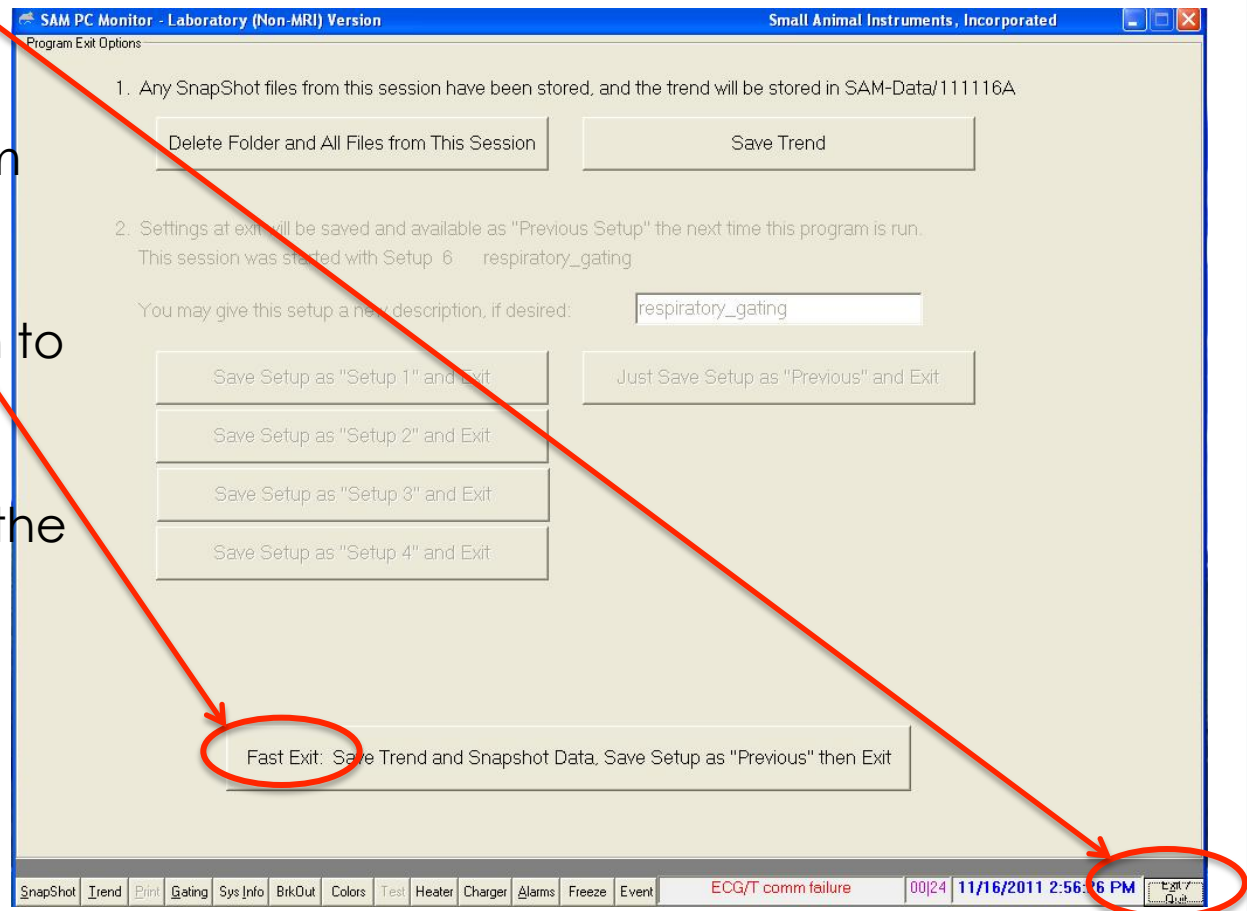 SAM PC Monitor - Laboratory (Non-MRI) Version Small Animal Instruments, Incorporated
Program Exit Options
1. Any SnapShot files from this session have been stored, and the trend will be stored in SAM-Data/111116A
Delete Folder and All Files from This Session Save Trend
2. Settings at exit will be saved and available as "Previous Setup" the next time this program is run.
This session was started with Setup 6 respiratory_gating
to
You may give this setup a new description, if desired: respiratory_gating
Save Setup as "Setup 1" and Exit Just Save Setup as "Previous" and Exit
Save Setup as "Setup 2" and Exit
the
Save Setup as "Setup 3" and Exit
Save Setup as "Setup 4" and Exit
Fast Exit: Save Trend and Snapshot Data, Save Setup as "Previous" then Exit
SnapShot Trend Print Gating Sys Info BrkOut Colors Test Heater Charger Alarms Freeze Event ECG/T comm failure 00|24 11/16/2011 2:56:26 PM Exit / Quit